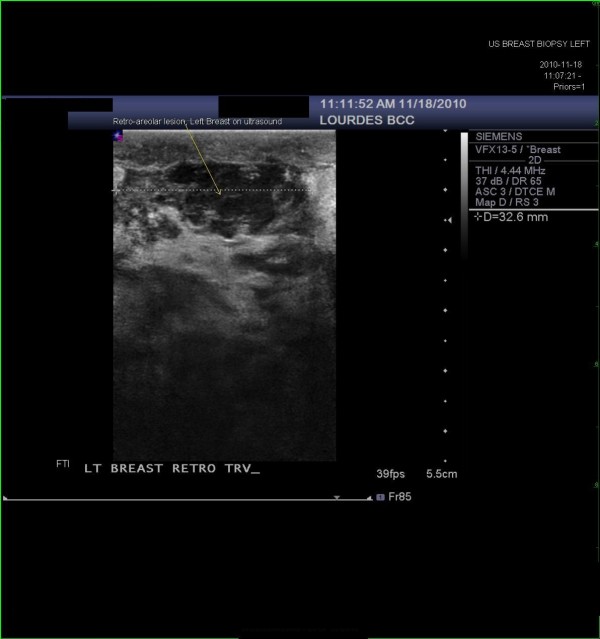 US BREAST BIOPSY LEFT
2010-11-18
11:07:21 -
Priors=1
11:11:52 AM 11/18/2010
LOURDES BCC
Retro-areolar lesion, Left Breast on ultrasound
SIEMENS
VFX13-5 / "Breast
2D
THI / 4.44 MHz
37 dB / DR 65
ASC 3 / DTCE M
Map D / RS 3
D=32.6 mm
FTI
LT BREAST RETRO TRV_
39fps 5.5cm
Fr85